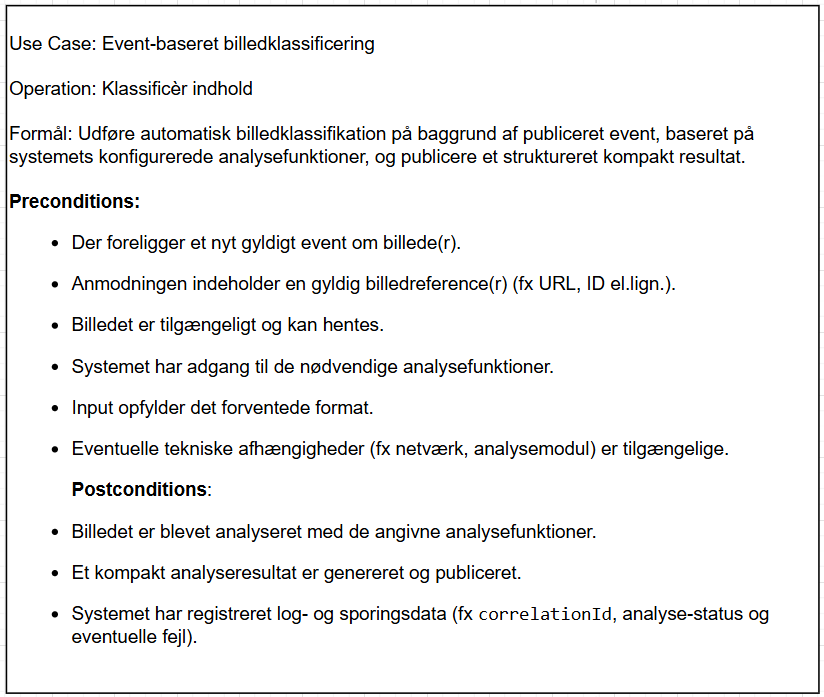 Use Case: Event-baseret billedklassificering
Operation: Klassificèr indhold
Formål: Udføre automatisk billedklassifikation på baggrund af publiceret event, baseret på
systemets konfigurerede analysefunktioner, og publicere et struktureret kompakt resultat.
Preconditions:
• Der foreligger et nyt gyldigt event om billede(r).
• Anmodningen indeholder en gyldig billedreference(r) (fx URL, ID el.lign.).
• Billedet er tilgængeligt og kan hentes.
• Systemet har adgang til de nødvendige analysefunktioner.
• Input opfylder det forventede format.
• Eventuelle tekniske afhængigheder (fx netværk, analysemodul) er tilgængelige.
Postconditions:
• Billedet er blevet analyseret med de angivne analysefunktioner.
• Et kompakt analyseresultat er genereret og publiceret.
• Systemet har registreret log- og sporingsdata (fx correlationId, analyse-status og
eventuelle fejl).